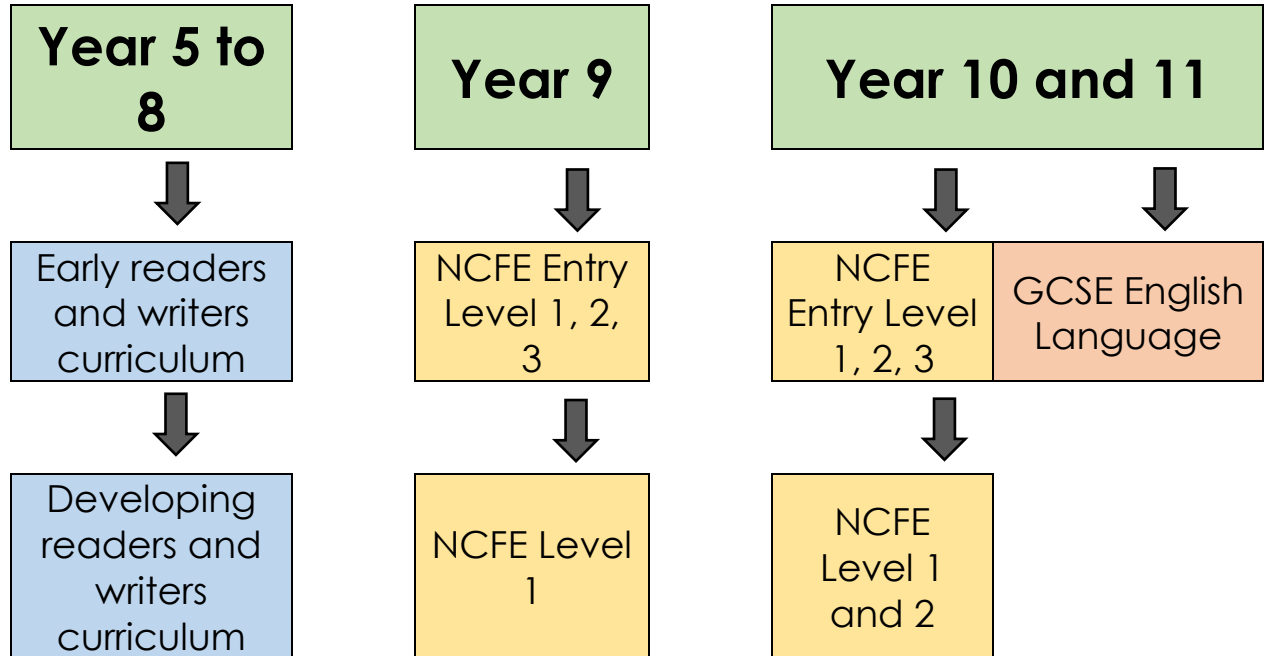 Year 5 to
8
Year 9
Year 10 and 11
Early readers
and writers
curriculum
NCFE Entry
Level 1, 2,
3
NCFE
Entry Level
1, 2, 3
GCSE English
Language
Developing
readers and
writers
curriculum
NCFE Level
1
NCFE
Level 1
and 2